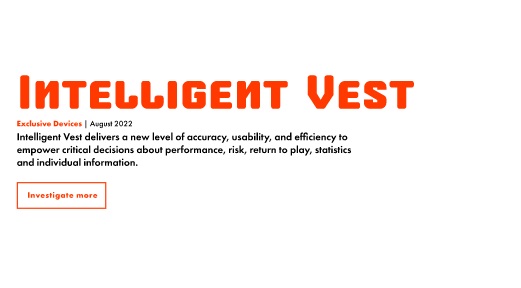 Intelligent Vest
Exclusive Devices | August 2022
Intelligent Vest delivers a new level of accuracy, usability, and efficiency to
empower critical decisions about performance, risk, return to play, statistics
and individual information.
Investigate more